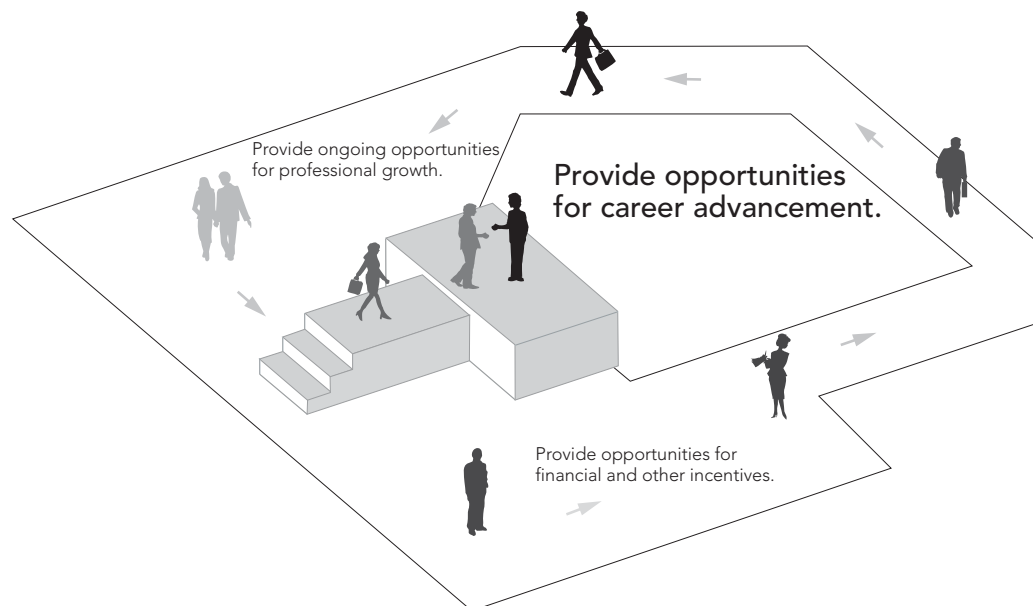 Provide ongoing opportunities
for professional growth.
Provide opportunities
for career advancement.
Provide opportunities for
financial and other incentives.